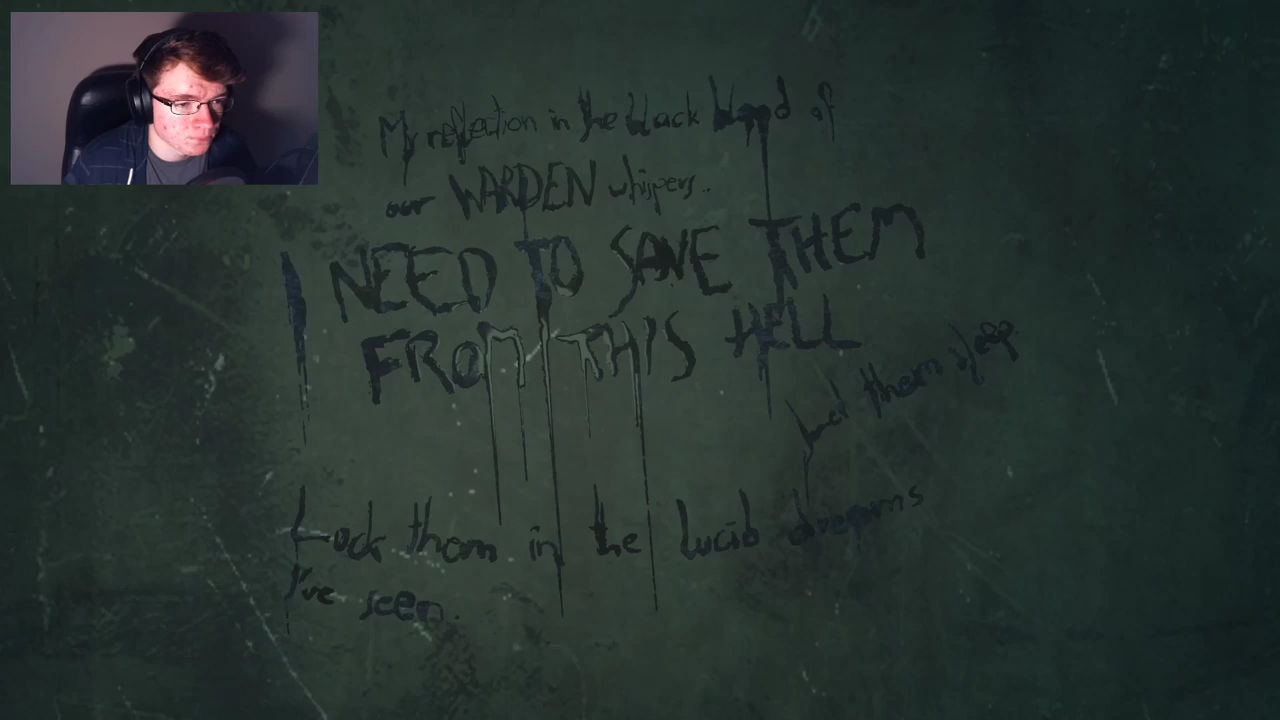 My reflection in the black blood of
our WARDEN whispers..
I NEED TO SAVE THEM
FROM THIS HELL
Let them sleep.
Lock them in the lucid dreams
I've seen.